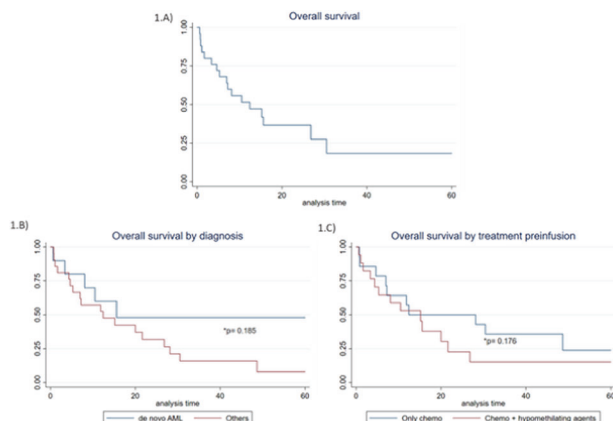 1.A)
Overall survival
1.00
0.75
0.50
0.25
0.00
0 20 40 60
analysis time
1.B)
Overall survival by diagnosis
1.00
0.75
0.50
0.25
0.00
*p= 0.185
0 20 40 60
analysis time
de novo AML Others
1.C)
Overall survival by treatment preinfusion
1.00
0.75
0.50
0.25
0.00
*p= 0.176
0 20 40 60
analysis time
Only chemo Chemo + hypomethilating agents